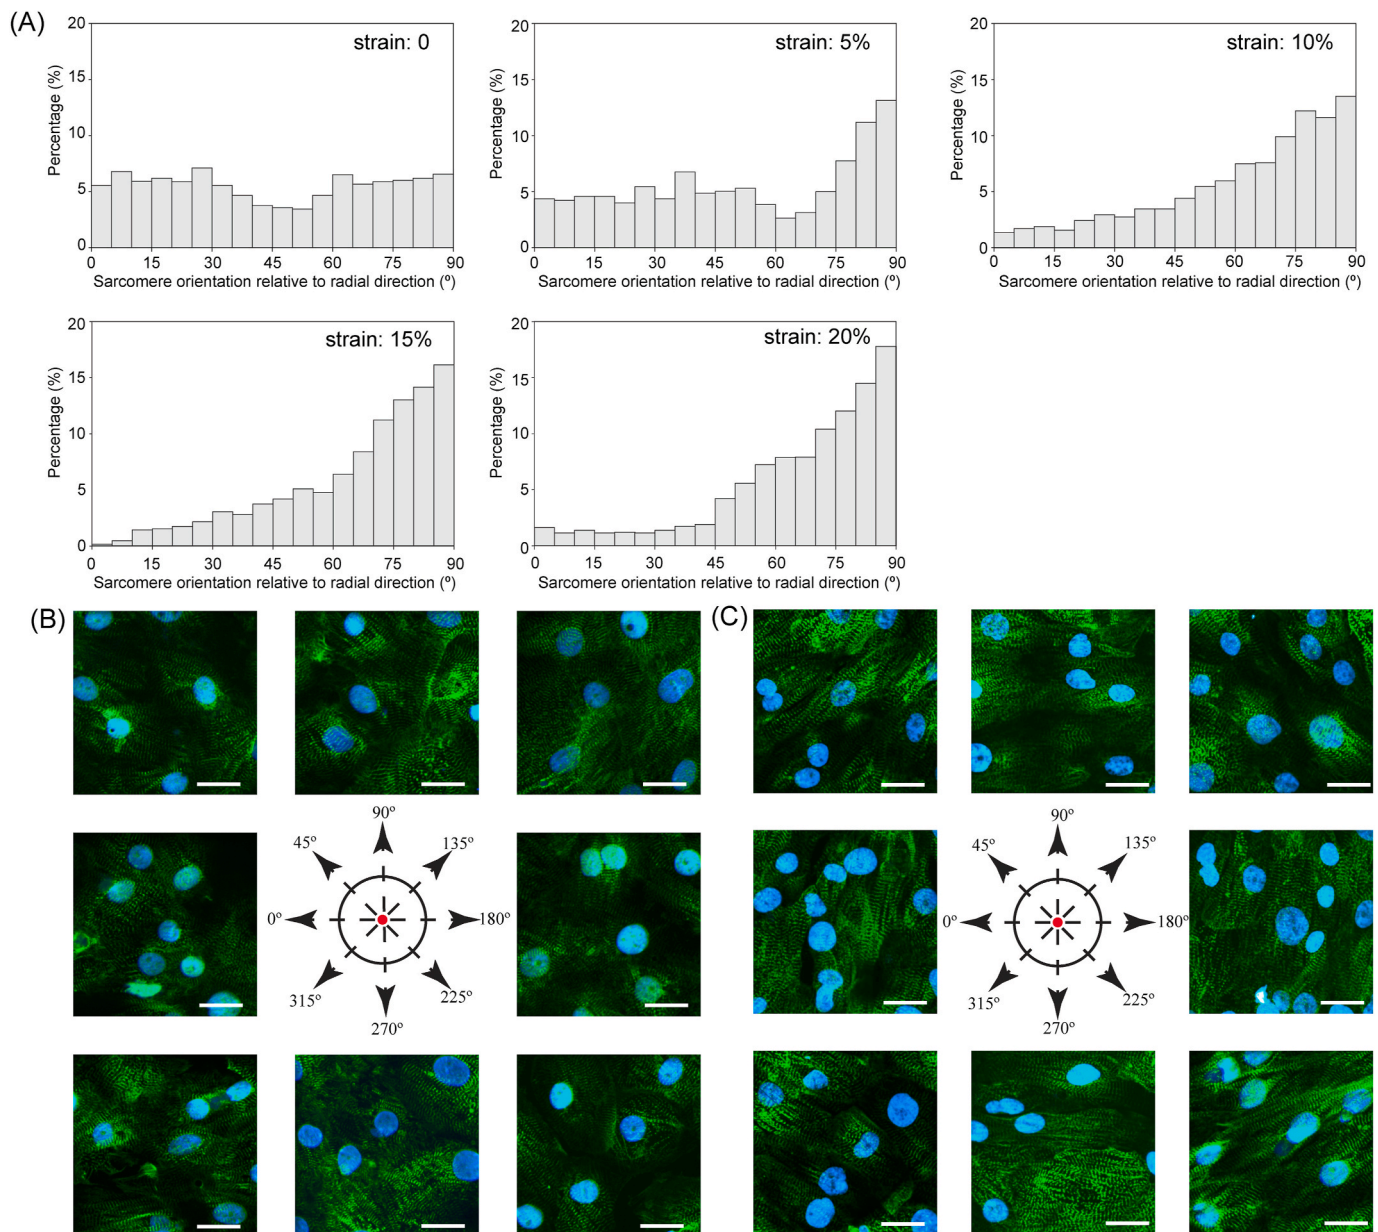 (A)
strain: 0
Percentage (%)
20
15
10
5
0
0 15 30 45 60 75 90
Sarcomere orientation relative to radial direction (º)
strain: 5%
Percentage (%)
20
15
10
5
0
0 15 30 45 60 75 90
Sarcomere orientation relative to radial direction (º)
strain: 10%
Percentage (%)
20
15
10
5
0
0 15 30 45 60 75 90
Sarcomere orientation relative to radial direction (º)
strain: 15%
Percentage (%)
20
15
10
5
0
0 15 30 45 60 75 90
Sarcomere orientation relative to radial direction (º)
strain: 20%
Percentage (%)
20
15
10
5
0
0 15 30 45 60 75 90
Sarcomere orientation relative to radial direction (º)
(B)
90º
45º 135º
0º 180º
315º 225º
270º
(C)
90º
45º 135º
0º 180º
315º 225º
270º